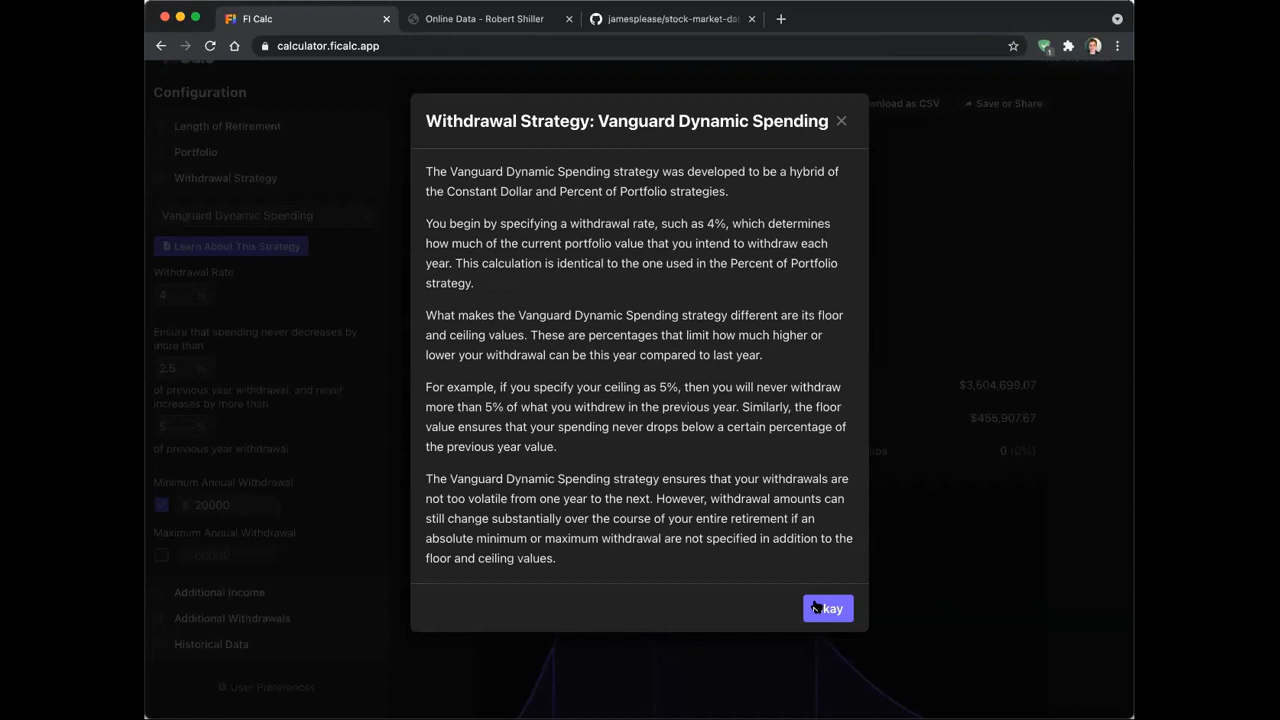 FI Calc
Online Data - Robert Shiller
jamesplease/stock-market-da
calculator.ficalc.app
1
Configuration
Download as CSV
Save or Share
Length of Retirement
Portfolio
Withdrawal Strategy
Vanguard Dynamic Spending
Learn About This Strategy
Withdrawal Rate
4 %
Ensure that spending never decreases by
more than
2.5 %
of previous year withdrawal, and never
increases by more than
5 %
of previous year withdrawal.
Minimum Annual Withdrawal
$ 20000
Maximum Annual Withdrawal
60000
Additional Income
Additional Withdrawals
Historical Data
User Preferences
Withdrawal Strategy: Vanguard Dynamic Spending
The Vanguard Dynamic Spending strategy was developed to be a hybrid of
the Constant Dollar and Percent of Portfolio strategies.
You begin by specifying a withdrawal rate, such as 4%, which determines
how much of the current portfolio value that you intend to withdraw each
year. This calculation is identical to the one used in the Percent of Portfolio
strategy.
What makes the Vanguard Dynamic Spending strategy different are its floor
and ceiling values. These are percentages that limit how much higher or
lower your withdrawal can be this year compared to last year.
For example, if you specify your ceiling as 5%, then you will never withdraw
more than 5% of what you withdrew in the previous year. Similarly, the floor
value ensures that your spending never drops below a certain percentage of
the previous year value.
The Vanguard Dynamic Spending strategy ensures that your withdrawals are
not too volatile from one year to the next. However, withdrawal amounts can
still change substantially over the course of your entire retirement if an
absolute minimum or maximum withdrawal are not specified in addition to the
floor and ceiling values.
Okay
$3,504,699.07
$455,907.67
0 (0%)